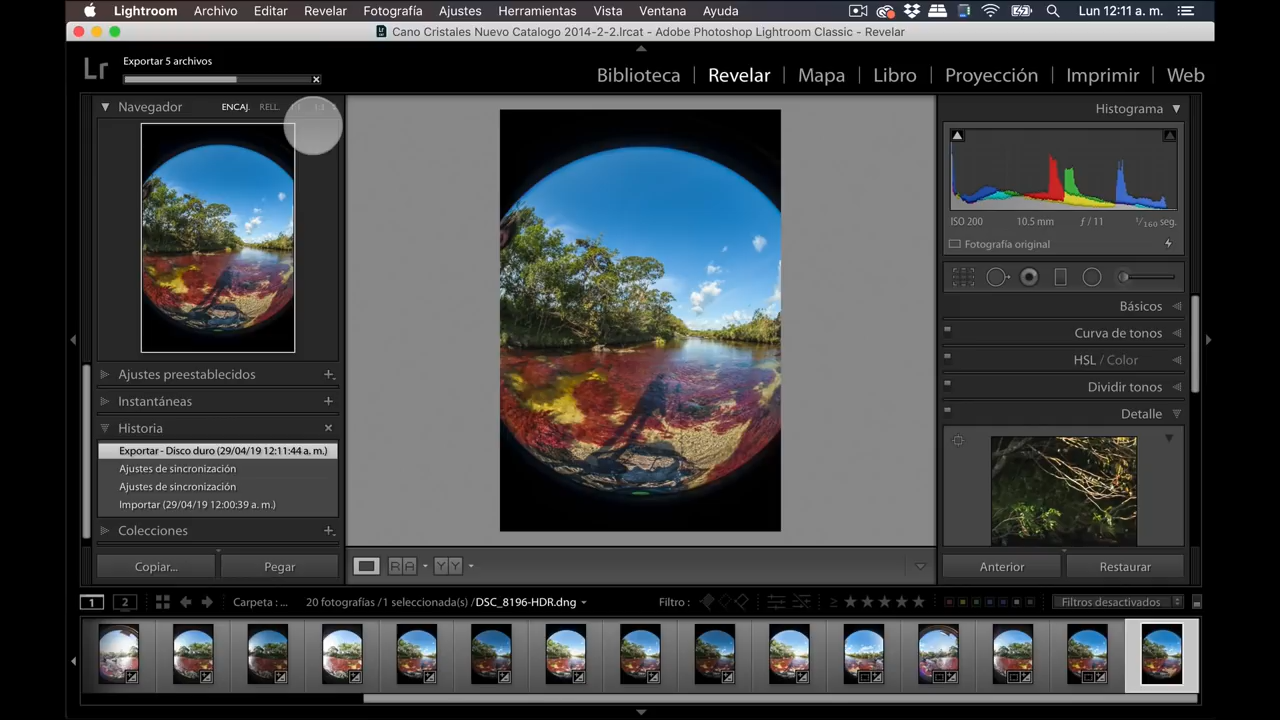 Lightroom Archivo Editar Revelar Fotografía Ajustes Herramientas Vista Ventana Ayuda Lun 12:11 a. m.
Cano Cristales Nuevo Catalogo 2014-2-2.lrcat - Adobe Photoshop Lightroom Classic - Revelar
Lr
Exportar 5 archivos
Biblioteca | Revelar | Mapa | Libro | Proyección | Imprimir | Web
Navegador ENCAJ. RELL.
Histograma
ISO 200 10.5 mm ƒ / 11 1/160 seg.
Fotografía original
Básicos
Curva de tonos
HSL / Color
Dividir tonos
Detalle
Ajustes preestablecidos
Instantáneas
Historia
Exportar - Disco duro (29/04/19 12:11:44 a. m.)
Ajustes de sincronización
Ajustes de sincronización
Importar (29/04/19 12:00:39 a. m.)
Colecciones
Copiar... Pegar
R A Y Y
Anterior Restaurar
1 2 Carpeta : ... 20 fotografías /1 seleccionada(s) /DSC_8196-HDR.dng Filtro : ≥ Filtros desactivados